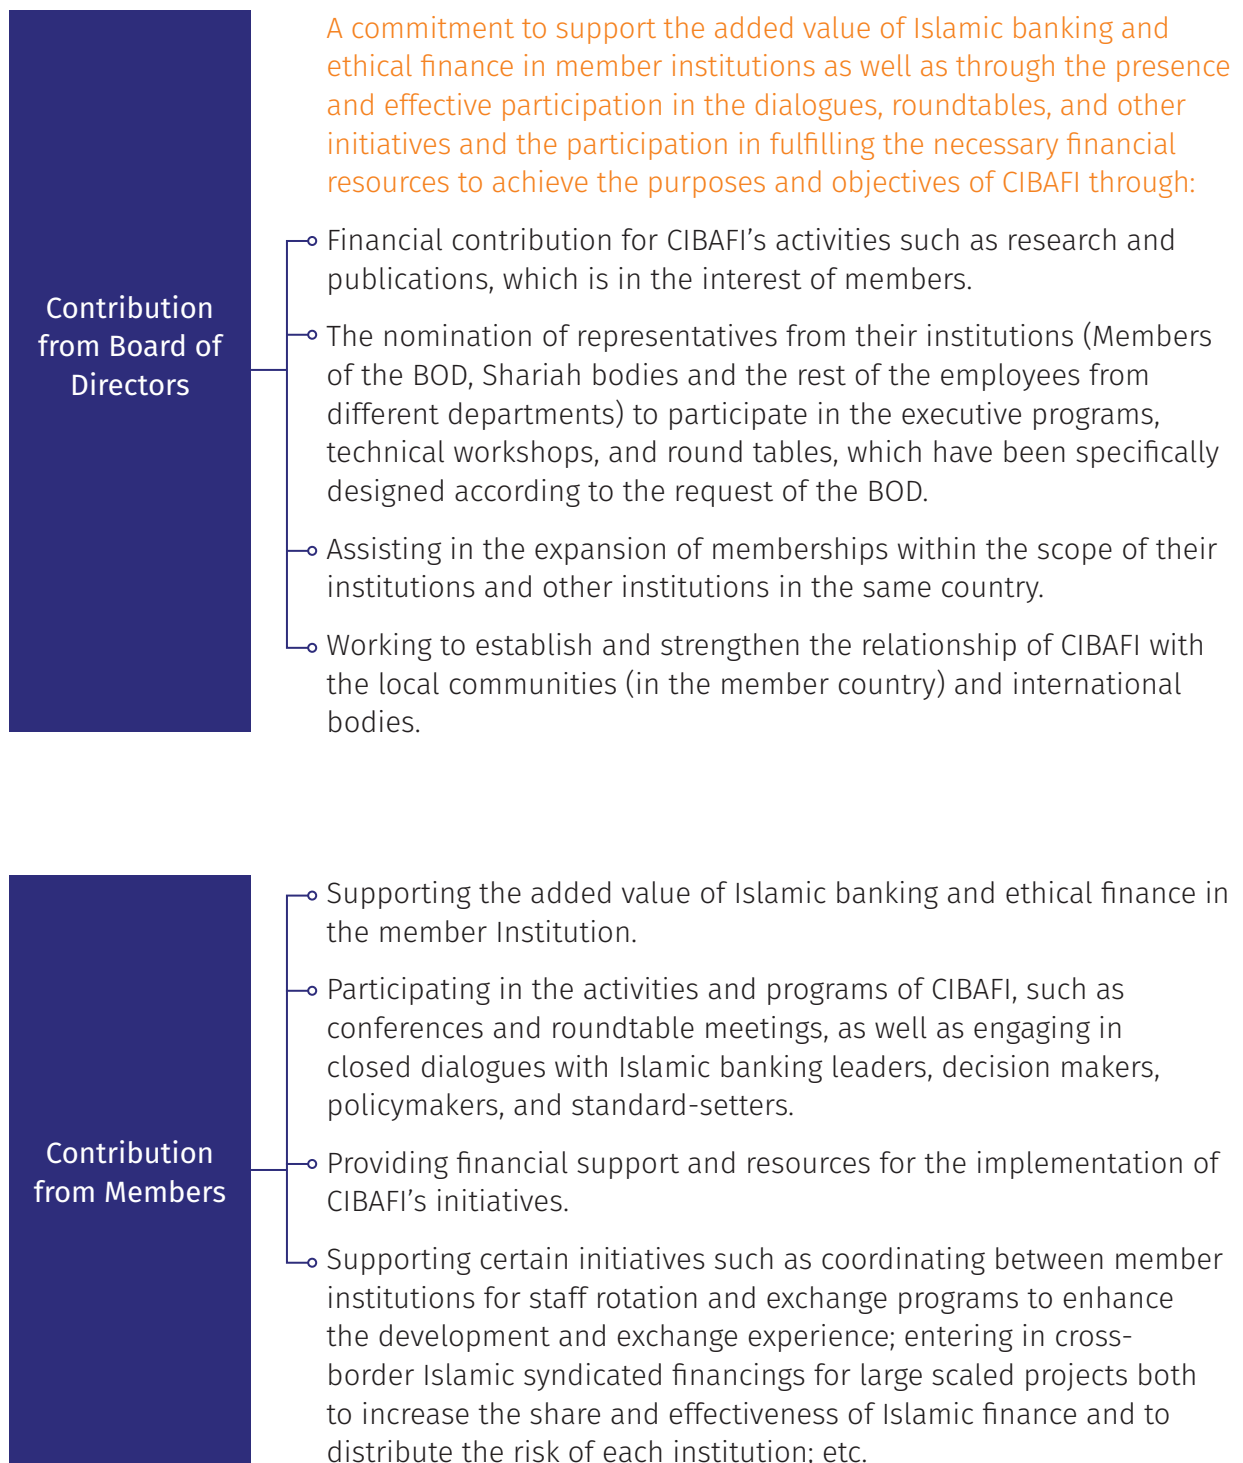 Contribution
from Board of
Directors
A commitment to support the added value of Islamic banking and
ethical finance in member institutions as well as through the presence
and effective participation in the dialogues, roundtables, and other
initiatives and the participation in fulfilling the necessary financial
resources to achieve the purposes and objectives of CIBAFI through:
Financial contribution for CIBAFI’s activities such as research and
publications, which is in the interest of members.
The nomination of representatives from their institutions (Members
of the BOD, Shariah bodies and the rest of the employees from
different departments) to participate in the executive programs,
technical workshops, and round tables, which have been specifically
designed according to the request of the BOD.
Assisting in the expansion of memberships within the scope of their
institutions and other institutions in the same country.
Working to establish and strengthen the relationship of CIBAFI with
the local communities (in the member country) and international
bodies.
Contribution
from Members
Supporting the added value of Islamic banking and ethical finance in
the member Institution.
Participating in the activities and programs of CIBAFI, such as
conferences and roundtable meetings, as well as engaging in
closed dialogues with Islamic banking leaders, decision makers,
policymakers, and standard-setters.
Providing financial support and resources for the implementation of
CIBAFI’s initiatives.
Supporting certain initiatives such as coordinating between member
institutions for staff rotation and exchange programs to enhance
the development and exchange experience; entering in cross-
border Islamic syndicated financings for large scaled projects both
to increase the share and effectiveness of Islamic finance and to
distribute the risk of each institution; etc.